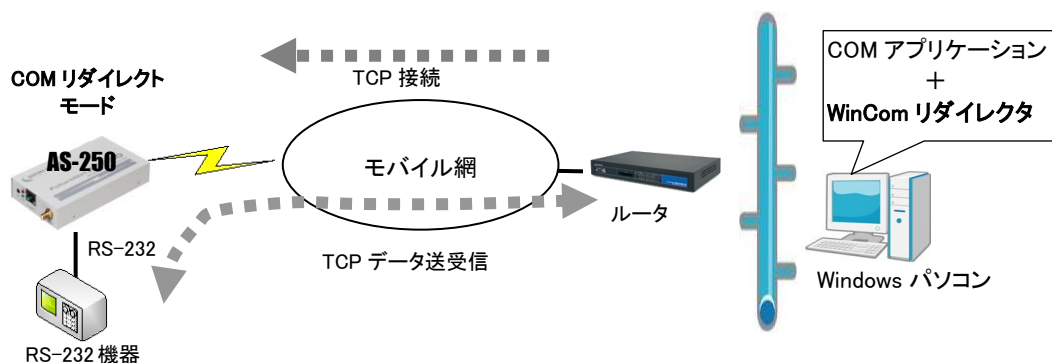 COM リダイレクト
モード
AS-250
TCP 接続
モバイル網
RS-232
TCP データ送受信
RS-232 機器
ルータ
COM アプリケーション
+
WinCom リダイレクタ
Windows パソコン